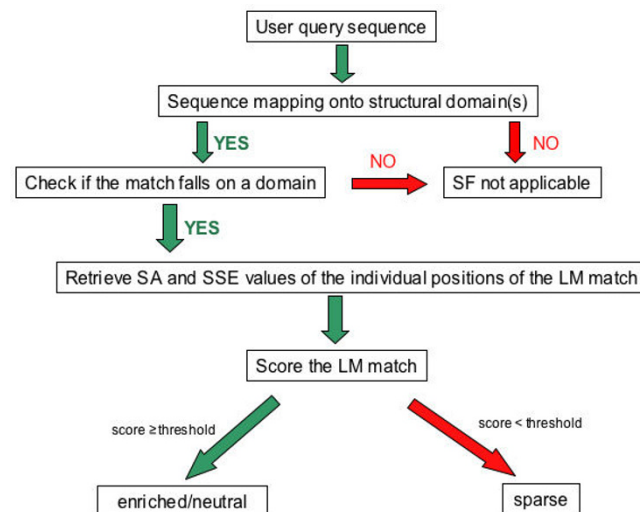 User query sequence
Sequence mapping onto structural domain(s)
YES
NO
Check if the match falls on a domain
NO
SF not applicable
YES
Retrieve SA and SSE values of the individual positions of the LM match
Score the LM match
score ≥ threshold
score < threshold
enriched/neutral
sparse